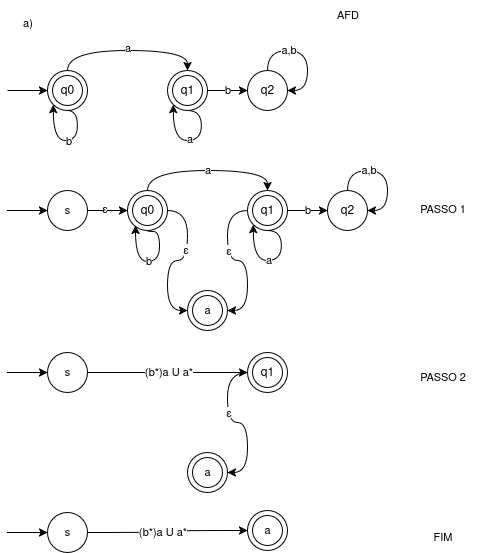 a)
AFD
a
a,b
q0
q1
b
q2
b
a
a
a,b
s
ε
q0
q1
b
q2
PASSO 1
b
ε
ε
a
a
s
(b*)a U a*
q1
PASSO 2
ε
a
s
(b*)a U a*
a
FIM